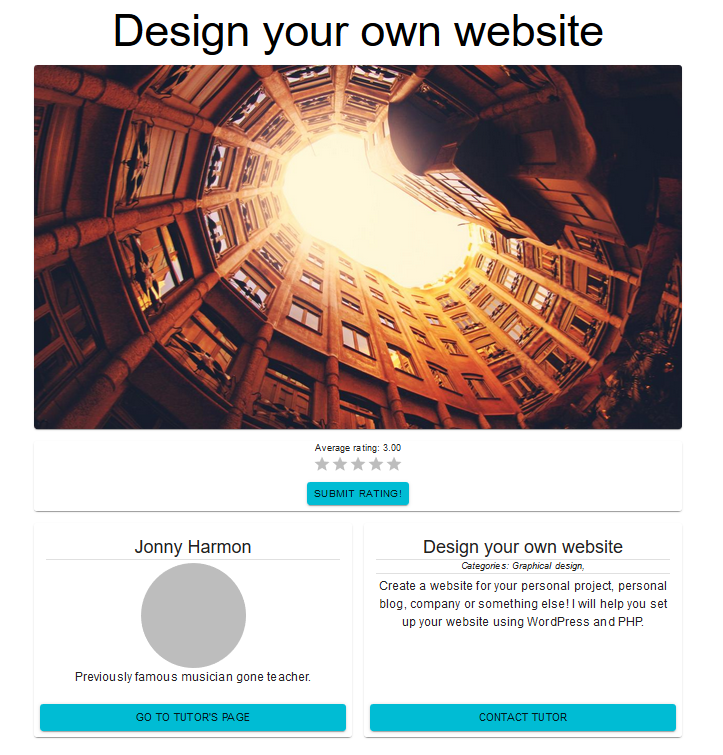 Design your own website
Average rating: 3.00
SUBMIT RATING!
Jonny Harmon
Previously famous musician gone teacher.
GO TO TUTOR'S PAGE
Design your own website
Categories: Graphical design,
Create a website for your personal project, personal
blog, company or something else! I will help you set
up your website using WordPress and PHP.
CONTACT TUTOR